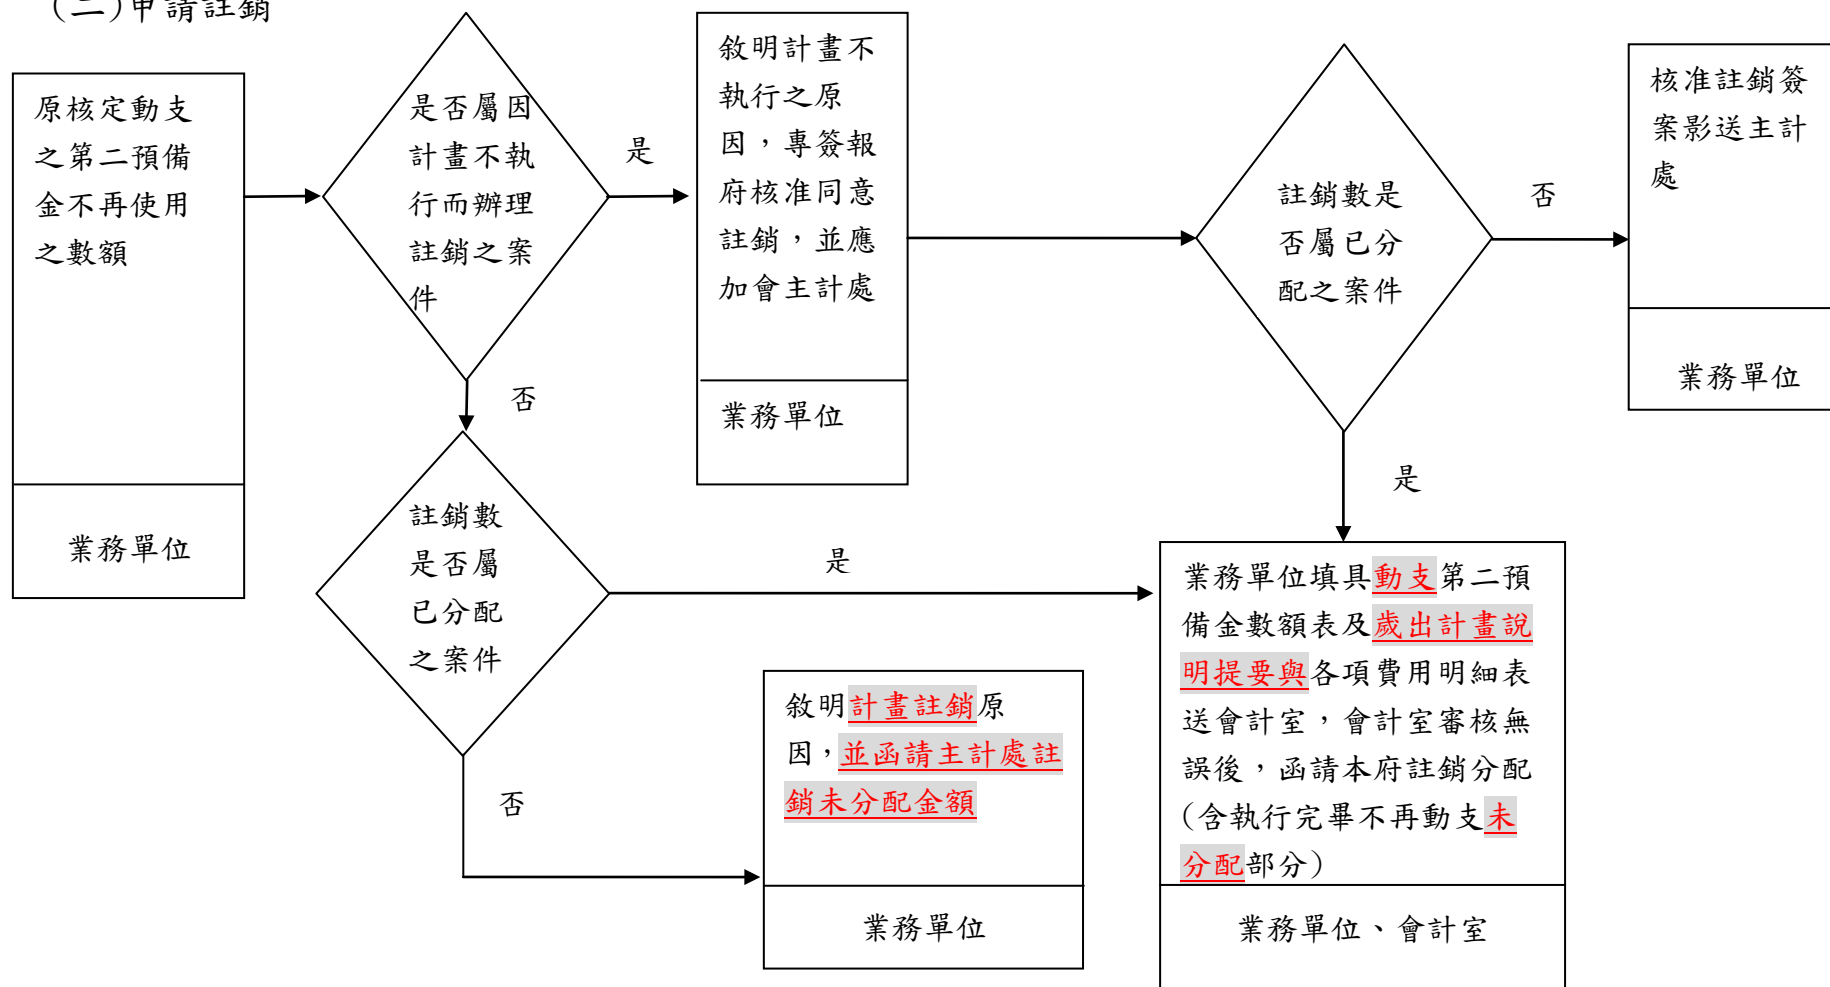 (二)申請註銷
原核定動支
之第二預備
金不再使用
之數額
業務單位
是否屬因
計畫不執
行而辦理
註銷之案
件
是
否
敘明計畫不
執行之原
因，專簽報
府核准同意
註銷，並應
加會主計處
業務單位
註銷數是
否屬已分
配之案件
否
是
核准註銷簽
案影送主計
處
業務單位
註銷數
是否屬
已分配
之案件
是
否
敘明計畫註銷原
因，並函請主計處註
銷未分配金額
業務單位
業務單位填具動支第二預
備金數額表及歲出計畫說
明提要與各項費用明細表
送會計室，會計室審核無
誤後，函請本府註銷分配
(含執行完畢不再動支未
分配部分)
業務單位、會計室